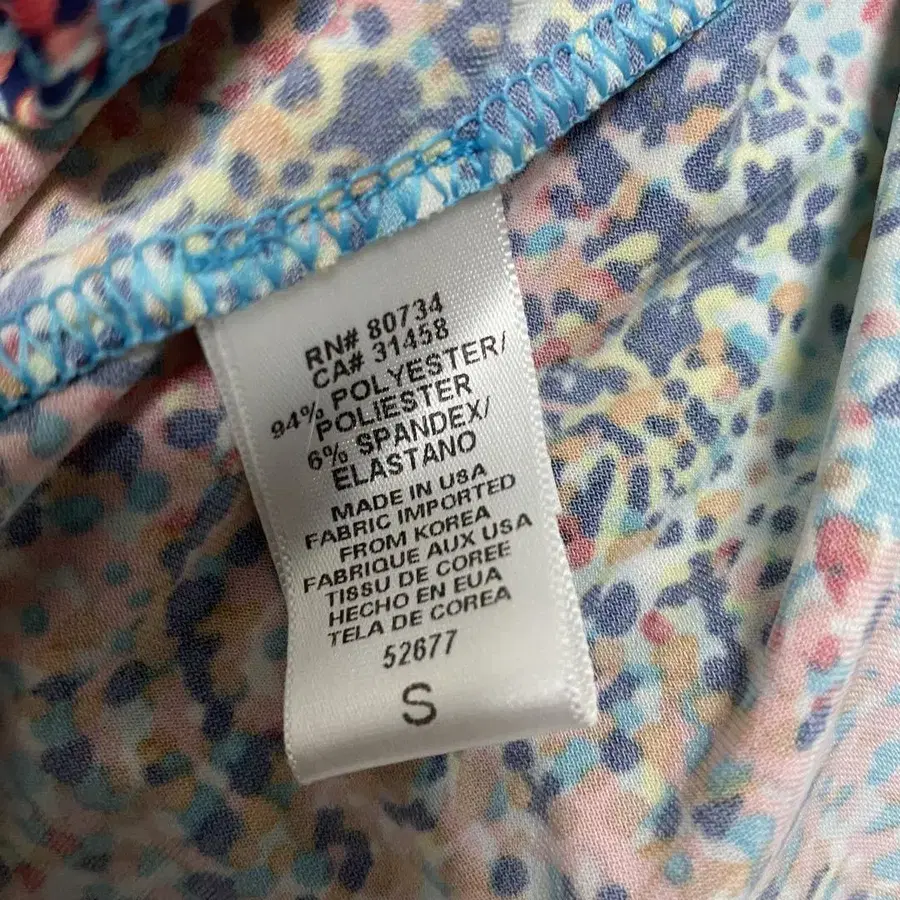 RN# 80734
CA# 31458
94% POLYESTER/
POLIESTER
6% SPANDEX/
ELASTANO
MADE IN USA
FABRIC IMPORTED
FROM KOREA
FABRIQUE AUX USA
TISSU DE COREE
HECHO EN EUA
TELA DE COREA
52677
S